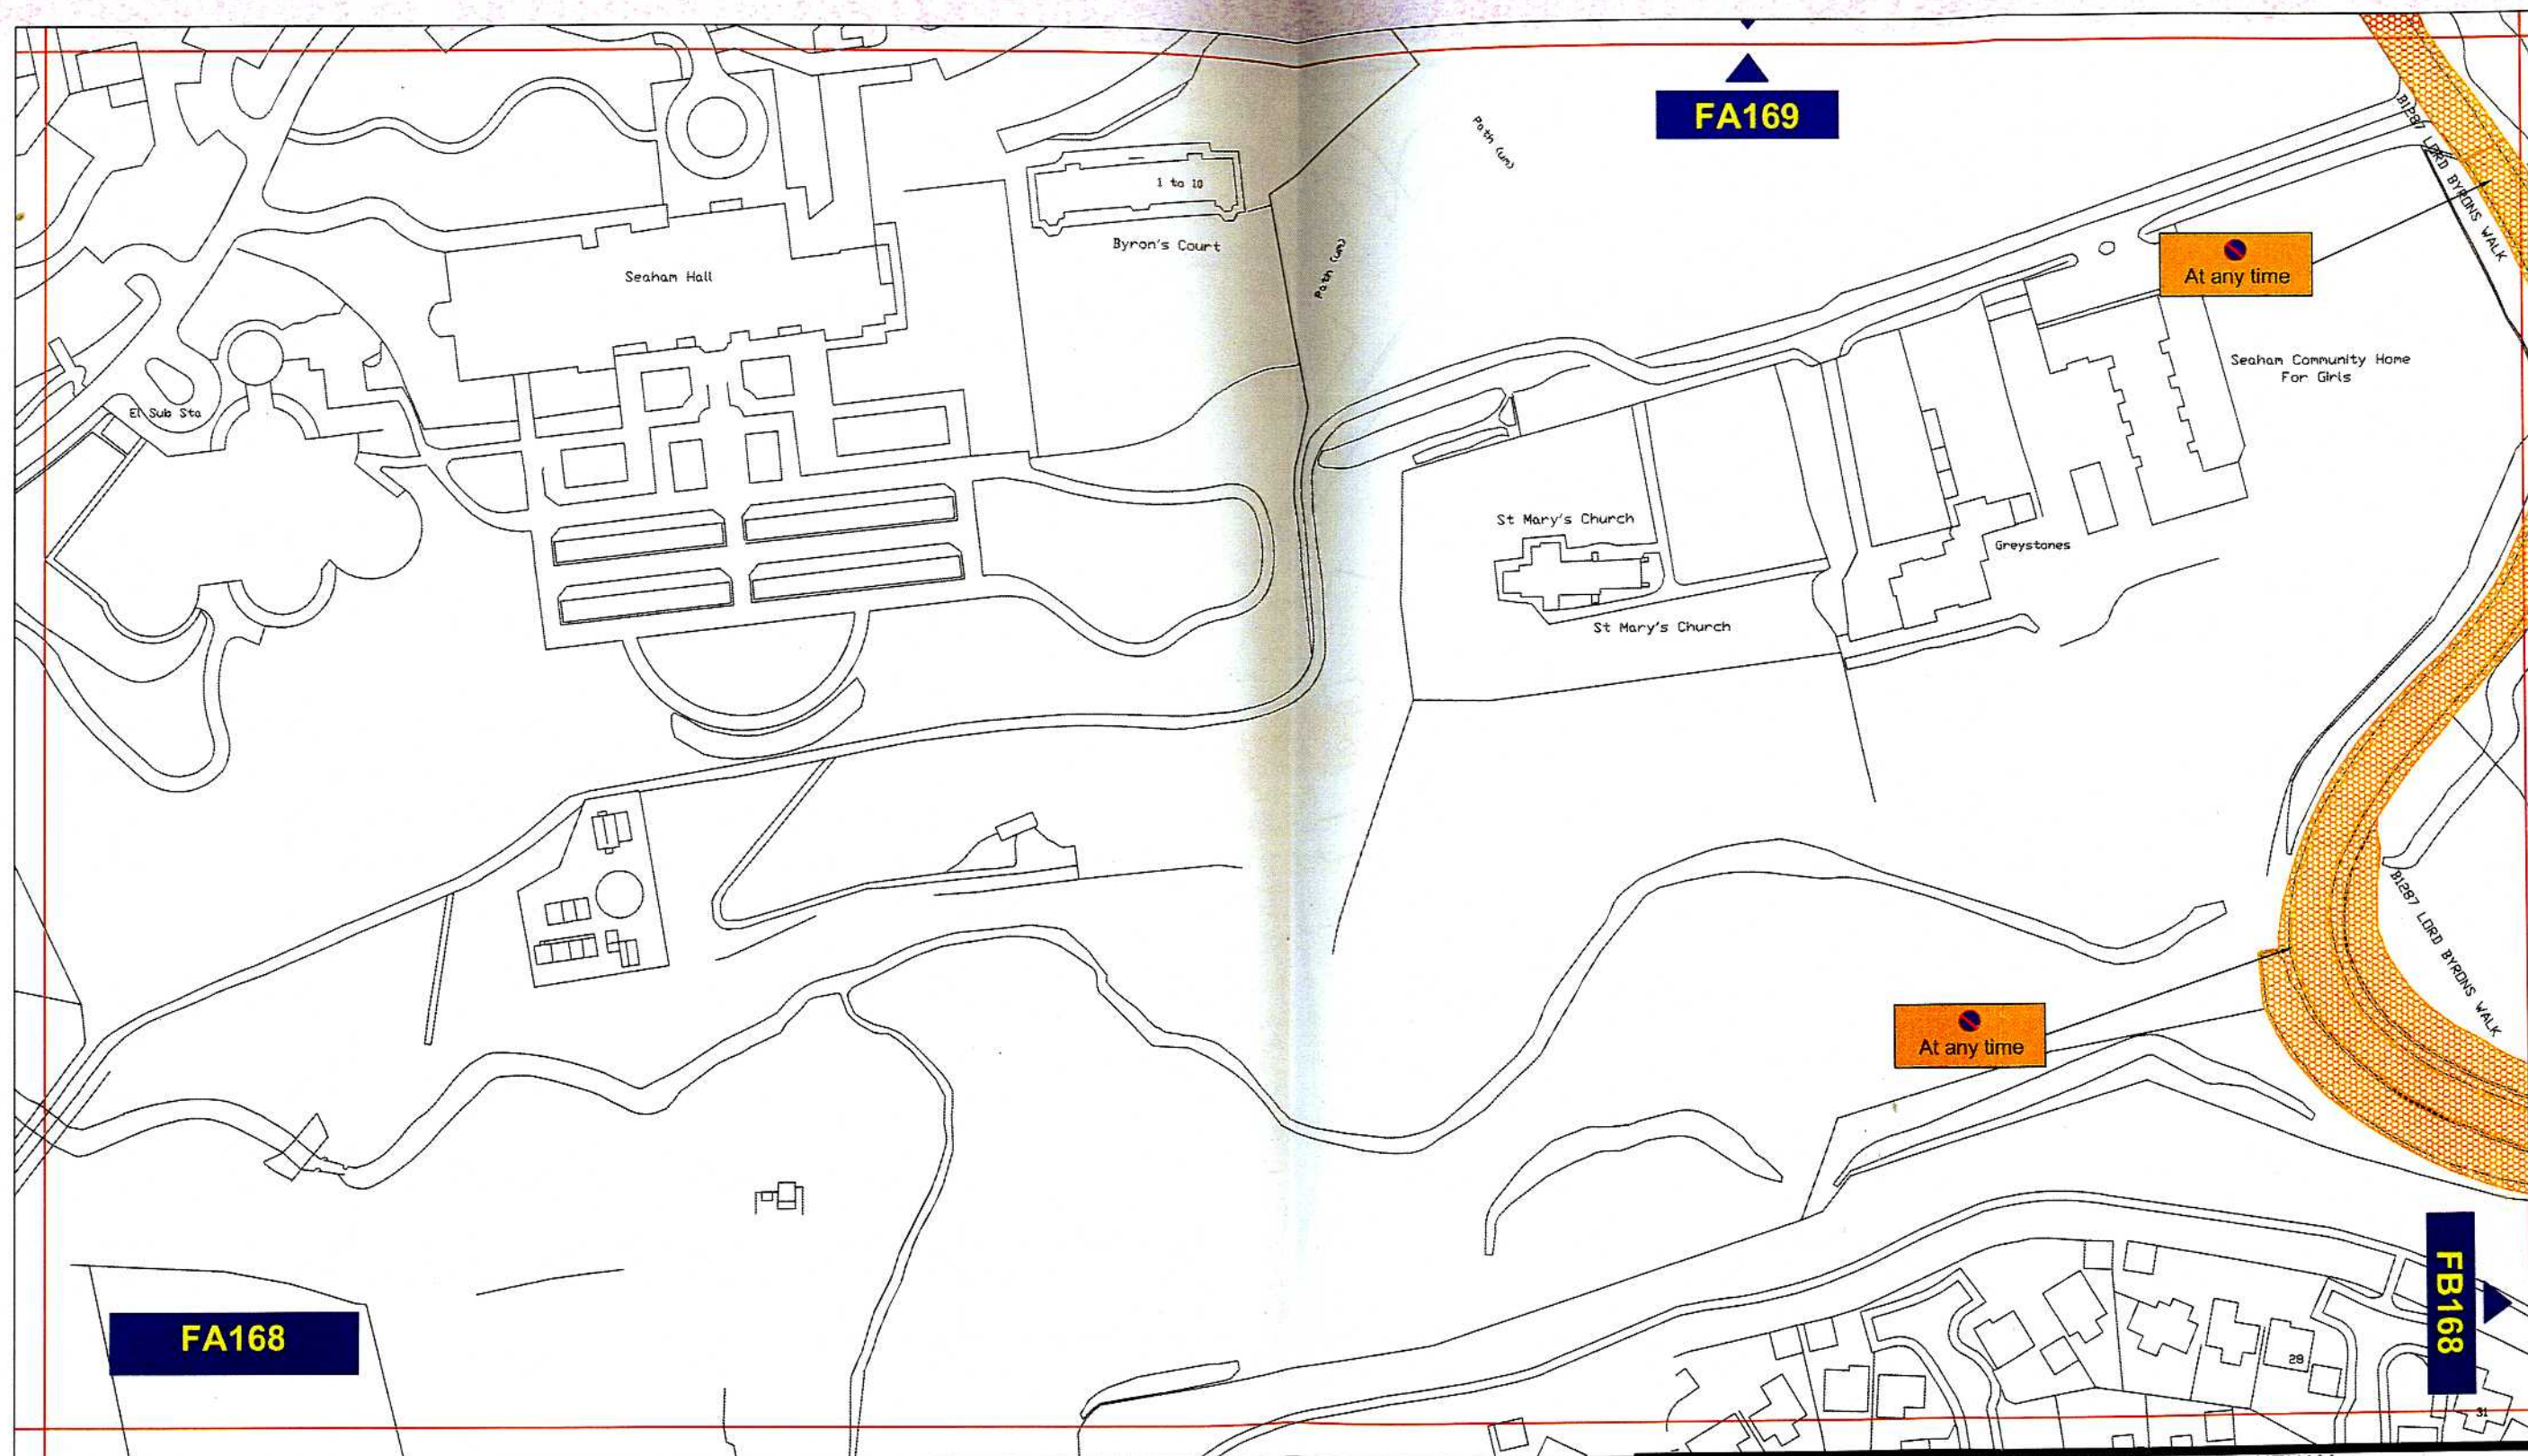 FA169
Path (um)
B1287 LORD BYRONS WALK
1 to 10
Byron's Court
Path (um)
Seaham Hall
At any time
Seaham Community Home
For Girls
El Sub Sta
St Mary's Church
Greystones
St Mary's Church
B1287 LORD BYRONS WALK
At any time
FA168
FB168
28
31